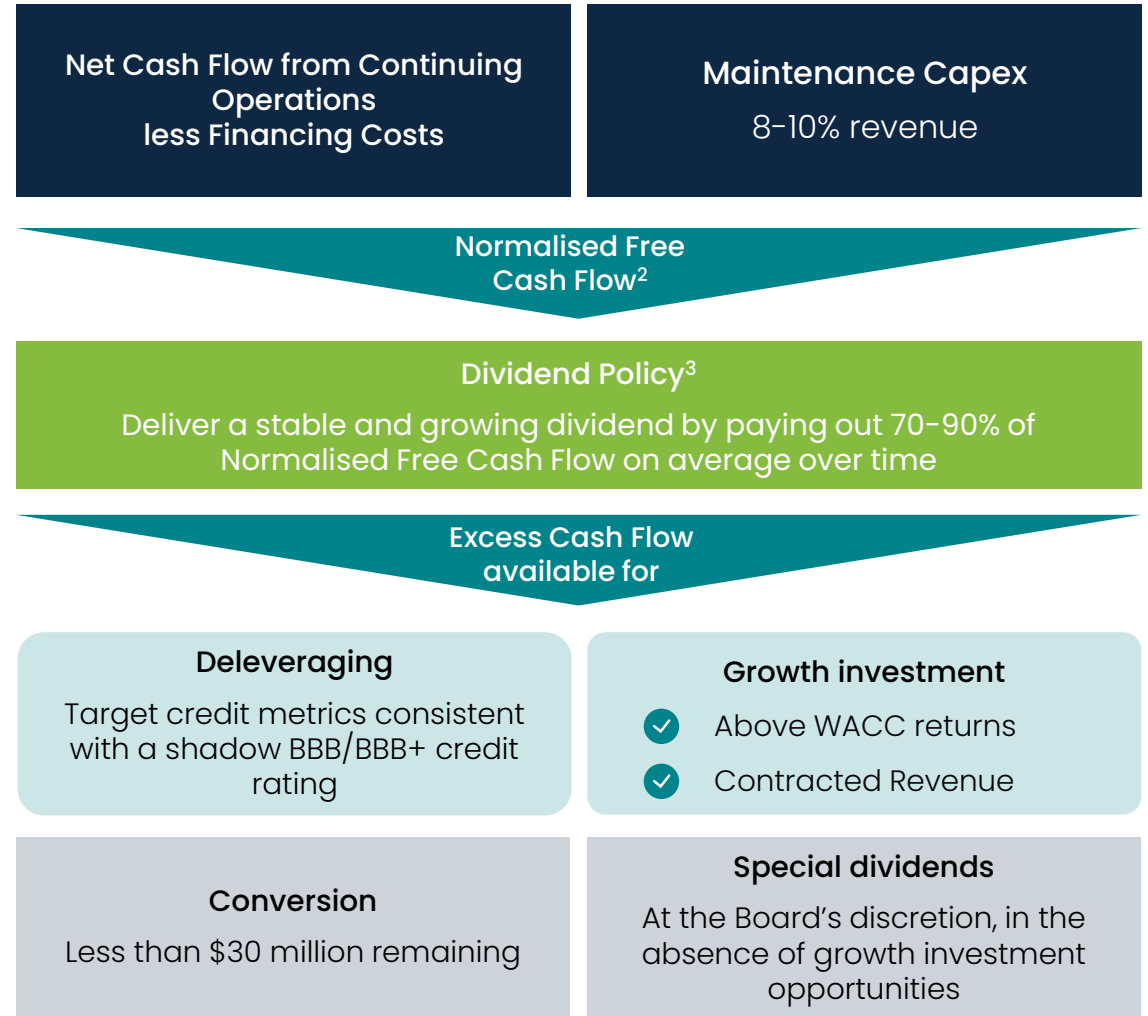 Net Cash Flow from Continuing
Operations
less Financing Costs
Maintenance Capex
8-10% revenue
Normalised Free
Cash Flow²
Dividend Policy³
Deliver a stable and growing dividend by paying out 70-90% of
Normalised Free Cash Flow on average over time
Excess Cash Flow
available for
Deleveraging
Target credit metrics consistent
with a shadow BBB/BBB+ credit
rating
Growth investment
Above WACC returns
Contracted Revenue
Conversion
Less than $30 million remaining
Special dividends
At the Board’s discretion, in the
absence of growth investment
opportunities